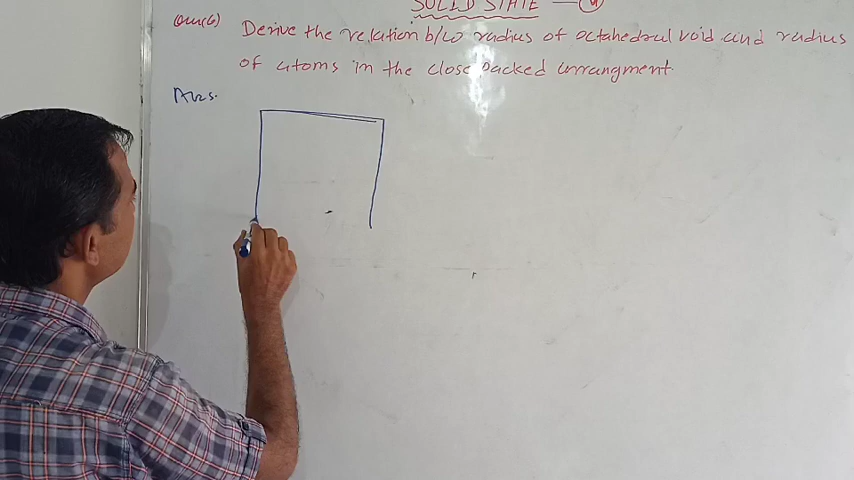 SOLID STATE — 4
Ques(6) Derive the relation b/w radius of octahedral void and radius
of atoms in the close packed arrangment.
Ans.